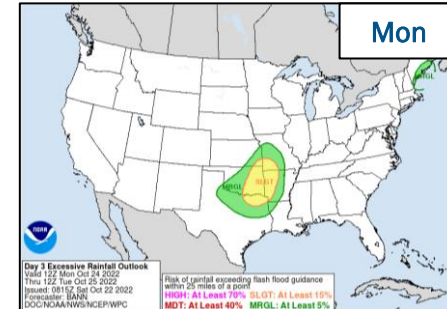 Mon
MRGL
MRGL
SLGT
NOAA
Day 3 Excessive Rainfall Outlook
Valid 12Z Mon Oct 24 2022
Thru 12Z Tue Oct 25 2022
Issued: 0815Z Sat Oct 22 2022
Forecaster: BANN
DOC/NOAA/NWS/NCEP/WPC
Risk of rainfall exceeding flash flood guidance
within 25 miles of a point
HIGH: At Least 70% SLGT: At Least 15%
MDT: At Least 40% MRGL: At Least 5%